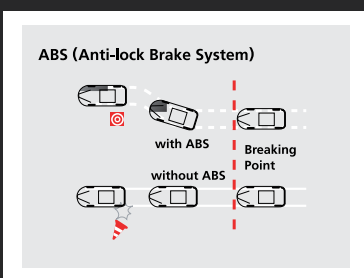 ABS (Anti-lock Brake System)
with ABS
Breaking
Point
without ABS